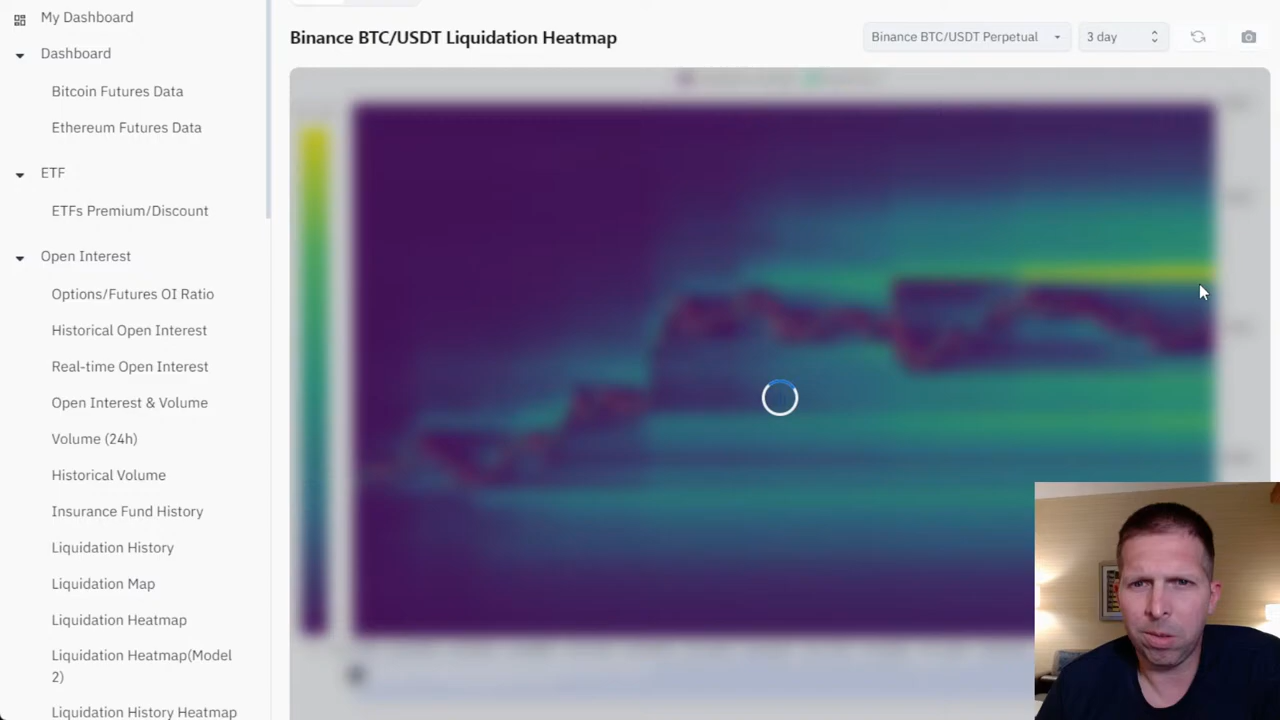 My Dashboard
Dashboard
Bitcoin Futures Data
Ethereum Futures Data
ETF
ETFs Premium/Discount
Open Interest
Options/Futures OI Ratio
Historical Open Interest
Real-time Open Interest
Open Interest & Volume
Volume (24h)
Historical Volume
Insurance Fund History
Liquidation History
Liquidation Map
Liquidation Heatmap
Liquidation Heatmap(Model
2)
Liquidation History Heatmap
Binance BTC/USDT Liquidation Heatmap
Binance BTC/USDT Perpetual
3 day